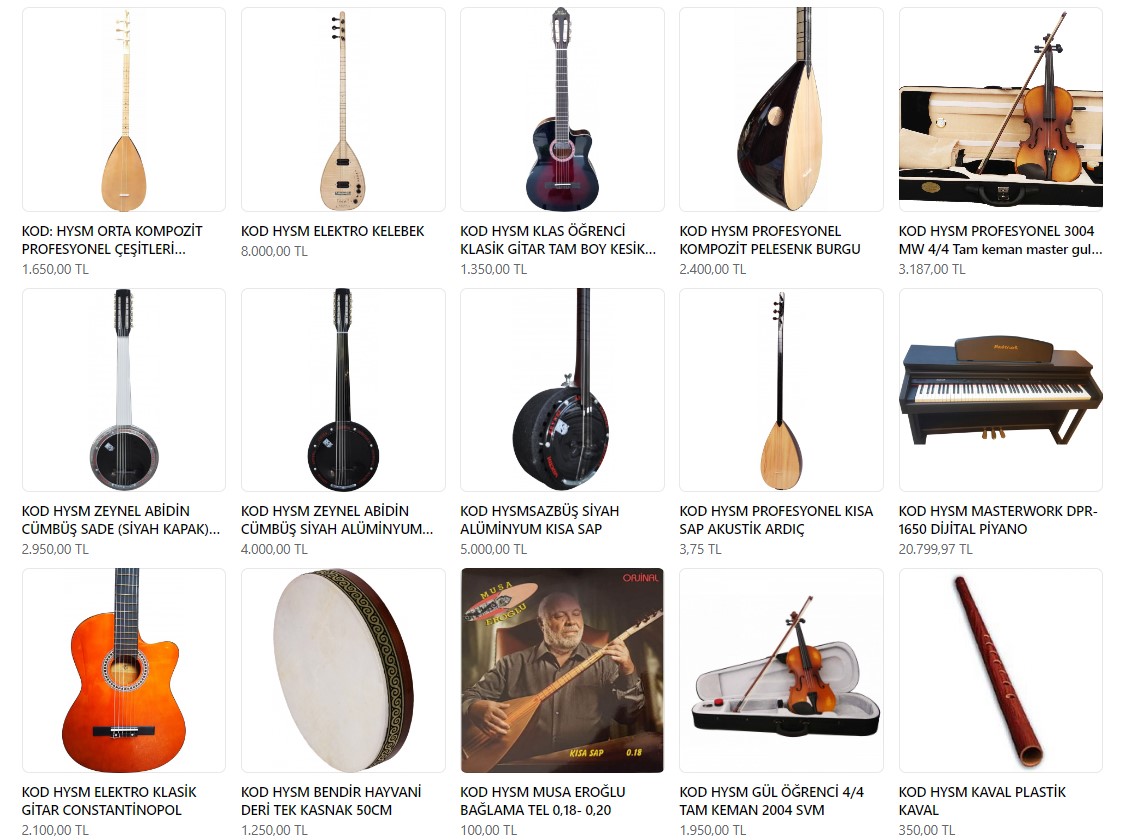 KOD: HYSM ORTA KOMPOZİT
PROFESYONEL ÇEŞİTLERİ...
1.650,00 TL
KOD HYSM ELEKTRO KELEBEK
8.000,00 TL
KOD HYSM KLAS ÖĞRENCİ
KLASİK GİTAR TAM BOY KESİK...
1.350,00 TL
KOD HYSM PROFESYONEL
KOMPOZİT PELESENK BURGU
2.400,00 TL
KOD HYSM PROFESYONEL 3004
MW 4/4 Tam keman master gul...
3.187,00 TL
KOD HYSM ZEYNEL ABİDİN
CÜMBÜŞ SADE (SİYAH KAPAK)...
2.950,00 TL
KOD HYSM ZEYNEL ABİDİN
CÜMBÜŞ SİYAH ALÜMİNYUM...
4.000,00 TL
KOD HYSMSAZBÜŞ SİYAH
ALÜMİNYUM KISA SAP
5.000,00 TL
KOD HYSM PROFESYONEL KISA
SAP AKUSTİK ARDIÇ
3,75 TL
KOD HYSM MASTERWORK DPR-
1650 DİJİTAL PİYANO
20.799,97 TL
KOD HYSM ELEKTRO KLASİK
GİTAR CONSTANTİNOPOL
2.100,00 TL
KOD HYSM BENDİR HAYVANİ
DERİ TEK KASNAK 50CM
1.250,00 TL
ORJİNAL
MUSA
EROĞLU
KISA SAP 0.18
KOD HYSM MUSA EROĞLU
BAĞLAMA TEL 0,18- 0,20
100,00 TL
KOD HYSM GÜL ÖĞRENCİ 4/4
TAM KEMAN 2004 SVM
1.950,00 TL
KOD HYSM KAVAL PLASTİK
KAVAL
350,00 TL